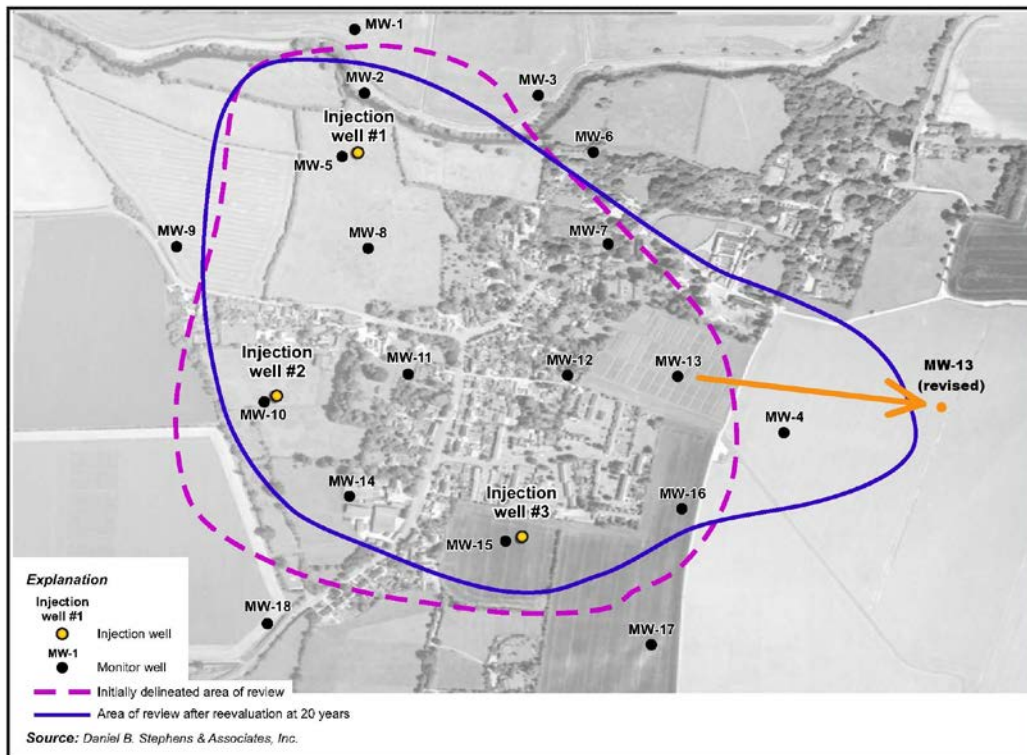 MW-1
MW-2
MW-3
Injection
well #1
MW-6
MW-5
MW-7
MW-9
MW-8
Injection
well #2
MW-11
MW-12
MW-13
MW-13
(revised)
MW-10
MW-4
MW-14
Injection
well #3
MW-16
MW-15
MW-18
MW-17
Explanation
Injection
well #1
Injection well
MW-1
Monitor well
Initially delineated area of review
Area of review after reevaluation at 20 years
Source: Daniel B. Stephens & Associates, Inc.